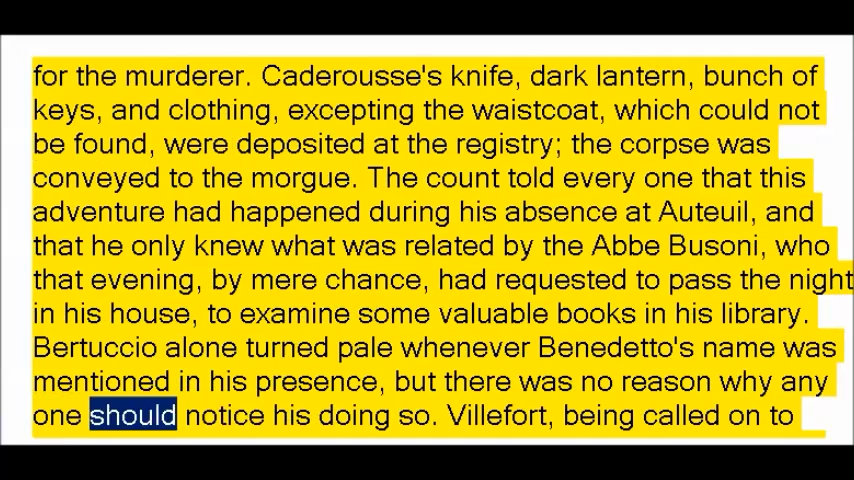 for the murderer. Caderousse's knife, dark lantern, bunch of
keys, and clothing, excepting the waistcoat, which could not
be found, were deposited at the registry; the corpse was
conveyed to the morgue. The count told every one that this
adventure had happened during his absence at Auteuil, and
that he only knew what was related by the Abbe Busoni, who
that evening, by mere chance, had requested to pass the night
in his house, to examine some valuable books in his library.
Bertuccio alone turned pale whenever Benedetto's name was
mentioned in his presence, but there was no reason why any
one should notice his doing so. Villefort, being called on to